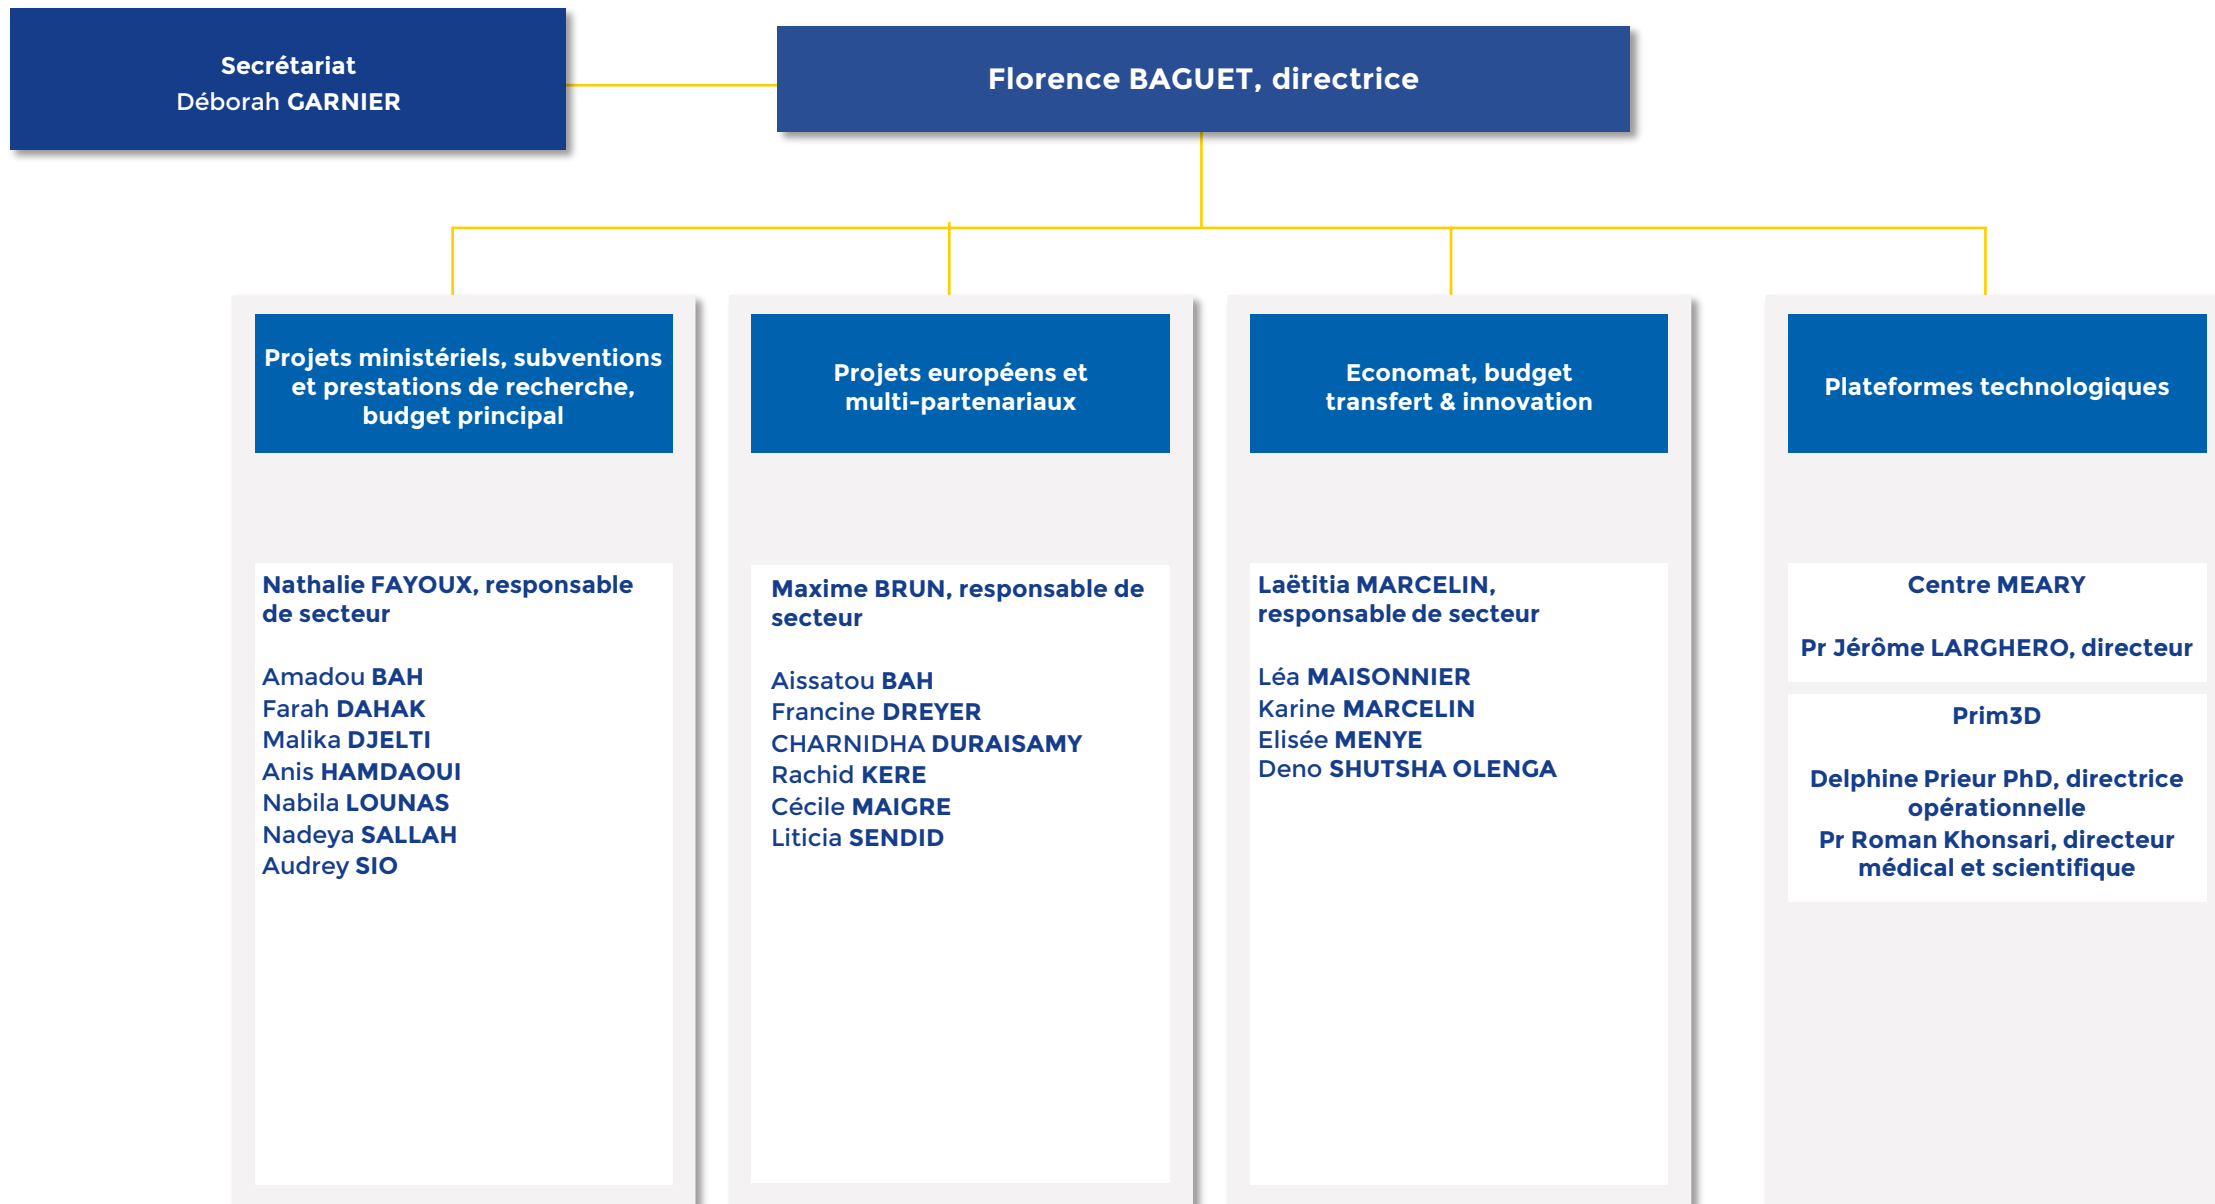 Secrétariat
Déborah GARNIER
Florence BAGUET, directrice
Projets ministériels, subventions
et prestations de recherche,
budget principal
Nathalie FAYOUX, responsable
de secteur
Amadou BAH
Farah DAHAK
Malika DJELTI
Anis HAMDAOUI
Nabila LOUNAS
Nadeya SALLAH
Audrey SIO
Projets européens et
multi-partenariaux
Maxime BRUN, responsable de
secteur
Aissatou BAH
Francine DREYER
CHARNIDHA DURAISAMY
Rachid KERE
Cécile MAIGRE
Liticia SENDID
Economat, budget
transfert & innovation
Laëtitia MARCELIN,
responsable de secteur
Léa MAISONNIER
Karine MARCELIN
Elisée MENYE
Deno SHUTSHA OLENGA
Plateformes technologiques
Centre MEARY
Pr Jérôme LARGHERO, directeur
Prim3D
Delphine Prieur PhD, directrice
opérationnelle
Pr Roman Khonsari, directeur
médical et scientifique